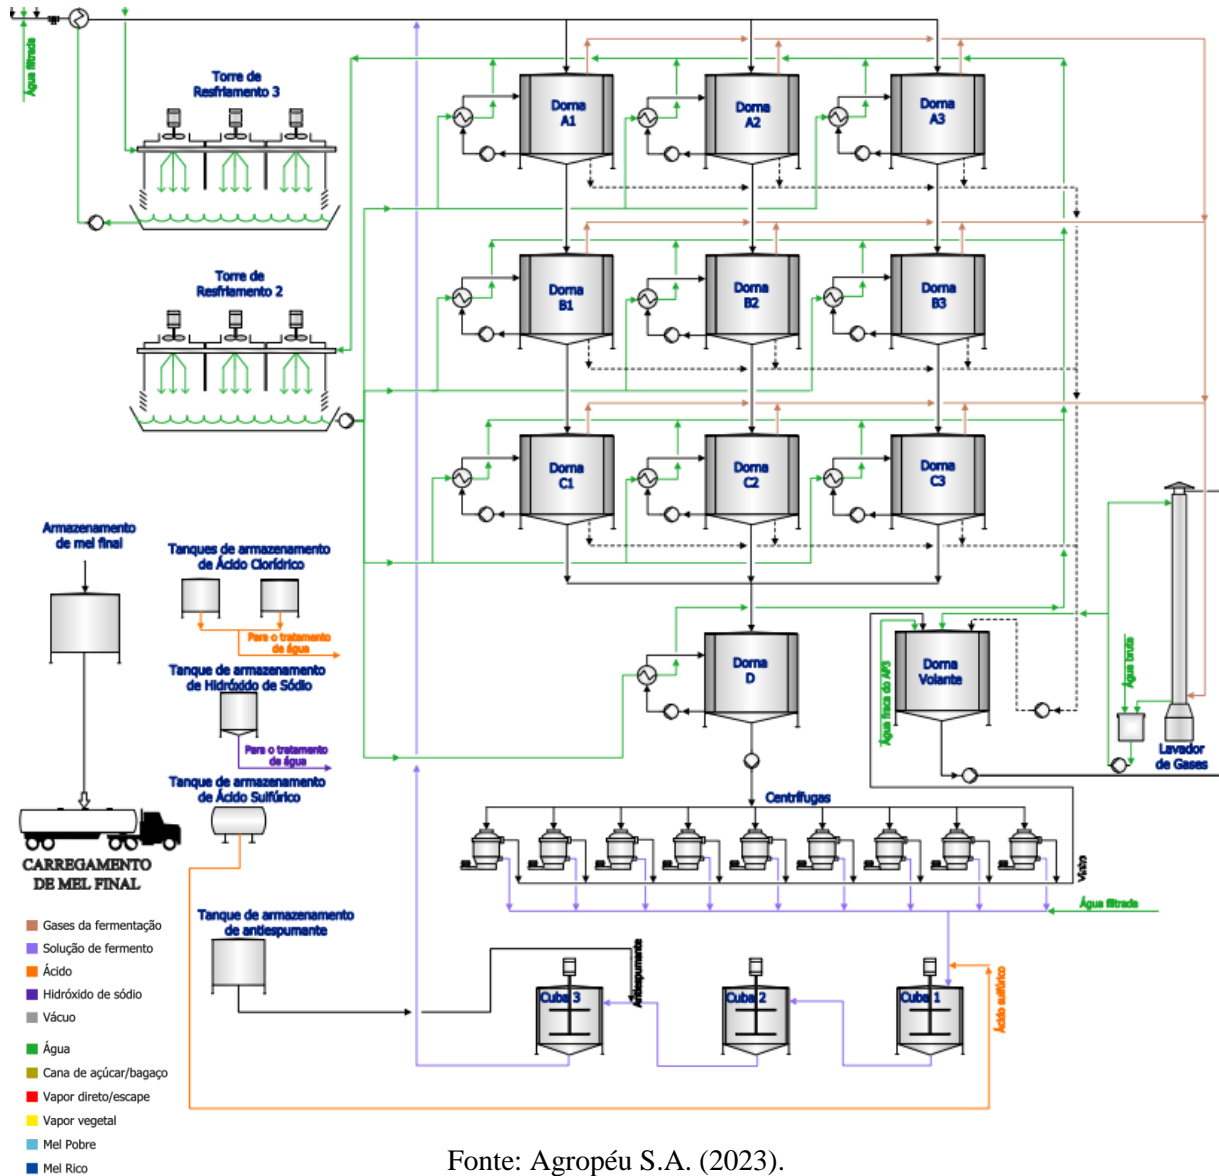 Água filtrada
Torre de
Resfriamento 3
Dorna
A1
Dorna
A2
Dorna
A3
Torre de
Resfriamento 2
Dorna
B1
Dorna
B2
Dorna
B3
Dorna
C1
Dorna
C2
Dorna
C3
Armazenamento
de mel final
Tanques de armazenamento
de Ácido Clorídrico
Para o tratamento
de água
Tanque de armazenamento
de Hidróxido de Sódio
Para o tratamento
de água
Tanque de armazenamento
de Ácido Sulfúrico
CARREGAMENTO
DE MEL FINAL
Dorna
D
Água fraca do AP3
Dorna
Volante
Água bruta
Lavador
de Gases
Centrífugas
Vinho
Água filtrada
Tanque de armazenamento
de antiespumante
Antiespumante
Cuba 3
Cuba 2
Cuba 1
Ácido sulfúrico
Gases da fermentação
Solução de fermento
Ácido
Hidróxido de sódio
Vácuo
Água
Cana de açúcar/bagaço
Vapor direto/escape
Vapor vegetal
Mel Pobre
Mel Rico
Fonte: Agropéu S.A. (2023).